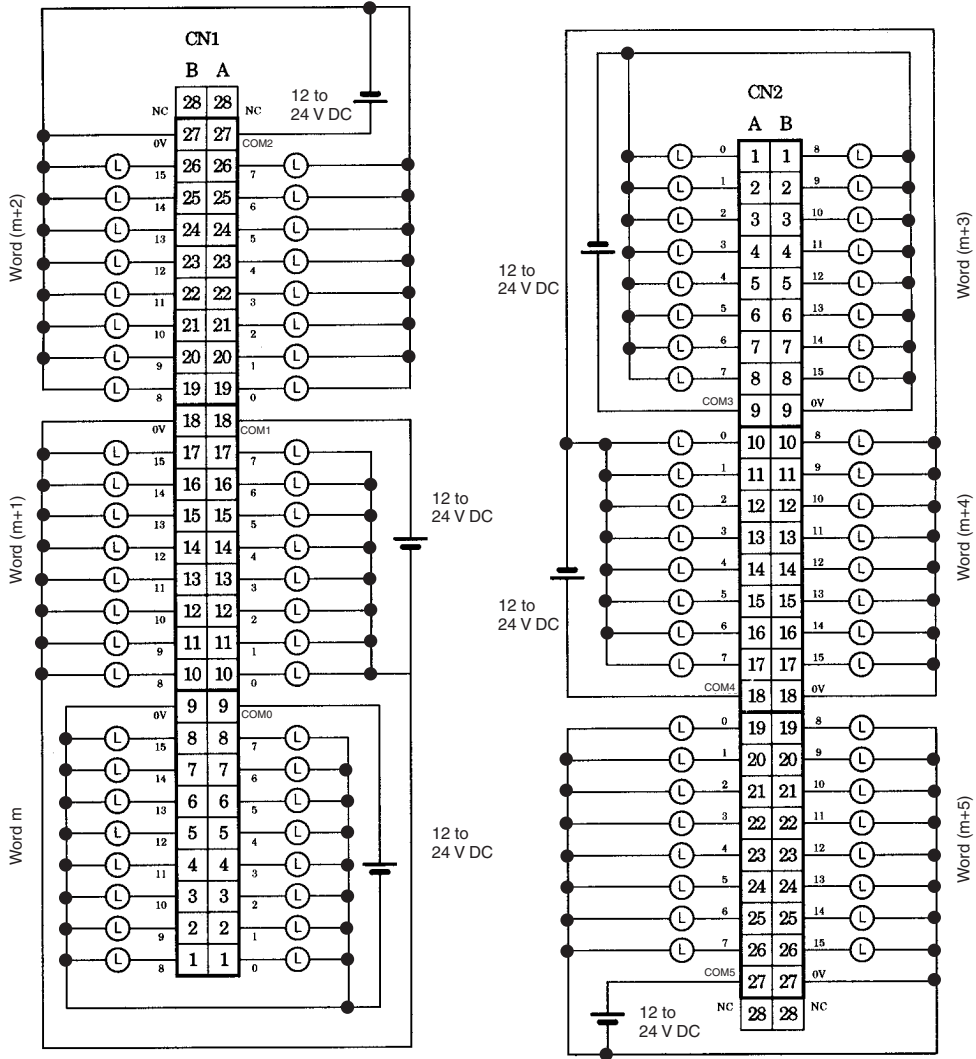 CN1
B A
12 to
24 V DC
NC 28 28 NC
0V 27 27 COM2
Word (m+2)
L 15 26 26 7 L
L 14 25 25 6 L
L 13 24 24 5 L
L 12 23 23 4 L
L 11 22 22 3 L
L 10 21 21 2 L
L 9 20 20 1 L
L 8 19 19 0 L
0V 18 18 COM1
Word (m+1)
L 15 17 17 7 L
L 14 16 16 6 L
L 13 15 15 5 L
L 12 14 14 4 L
L 11 13 13 3 L
L 10 12 12 2 L
L 9 11 11 1 L
L 8 10 10 0 L
12 to
24 V DC
0V 9 9 COM0
Word m
L 15 8 8 7 L
L 14 7 7 6 L
L 13 6 6 5 L
L 12 5 5 4 L
L 11 4 4 3 L
L 10 3 3 2 L
L 9 2 2 1 L
L 8 1 1 0 L
12 to
24 V DC
CN2
A B
L 0 1 1 8 L
L 1 2 2 9 L
L 2 3 3 10 L
L 3 4 4 11 L
L 4 5 5 12 L
L 5 6 6 13 L
L 6 7 7 14 L
L 7 8 8 15 L
Word (m+3)
12 to
24 V DC
COM3 9 9 0V
L 0 10 10 8 L
L 1 11 11 9 L
L 2 12 12 10 L
L 3 13 13 11 L
L 4 14 14 12 L
L 5 15 15 13 L
L 6 16 16 14 L
L 7 17 17 15 L
Word (m+4)
12 to
24 V DC
COM4 18 18 0V
L 0 19 19 8 L
L 1 20 20 9 L
L 2 21 21 10 L
L 3 22 22 11 L
L 4 23 23 12 L
L 5 24 24 13 L
L 6 25 25 14 L
L 7 26 26 15 L
Word (m+5)
COM5 27 27 0V
NC 28 28 NC
12 to
24 V DC